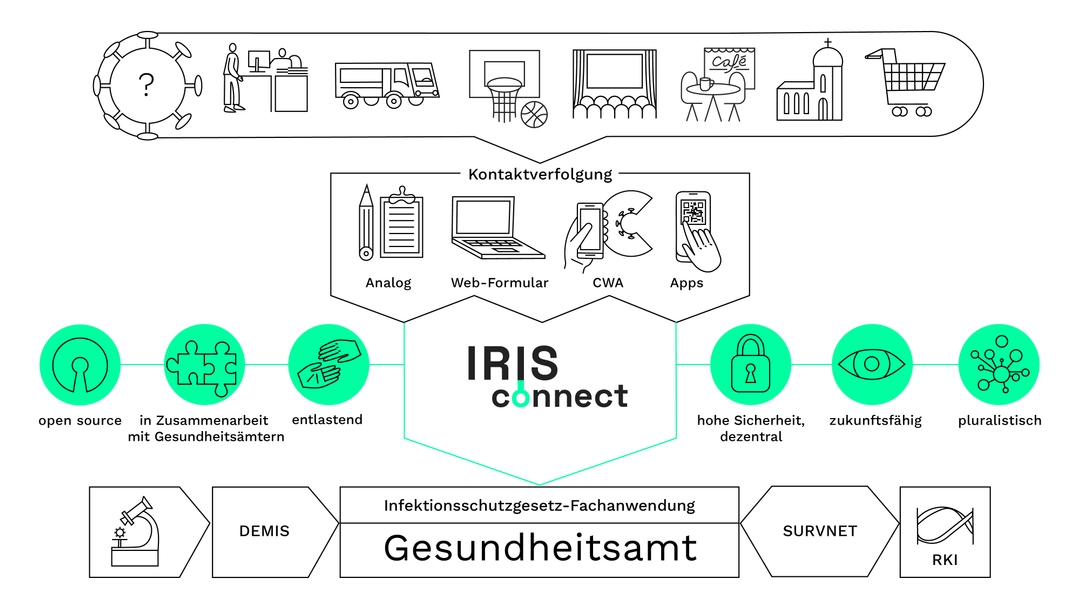 ?
Café
Kontaktverfolgung
Analog
Web-Formular
CWA
Apps
IRIS
connect
open source
in Zusammenarbeit
mit Gesundheitsämtern
entlastend
hohe Sicherheit,
dezentral
zukunftsfähig
pluralistisch
DEMIS
Infektionsschutzgesetz-Fachanwendung
Gesundheitsamt
SURVNET
RKI